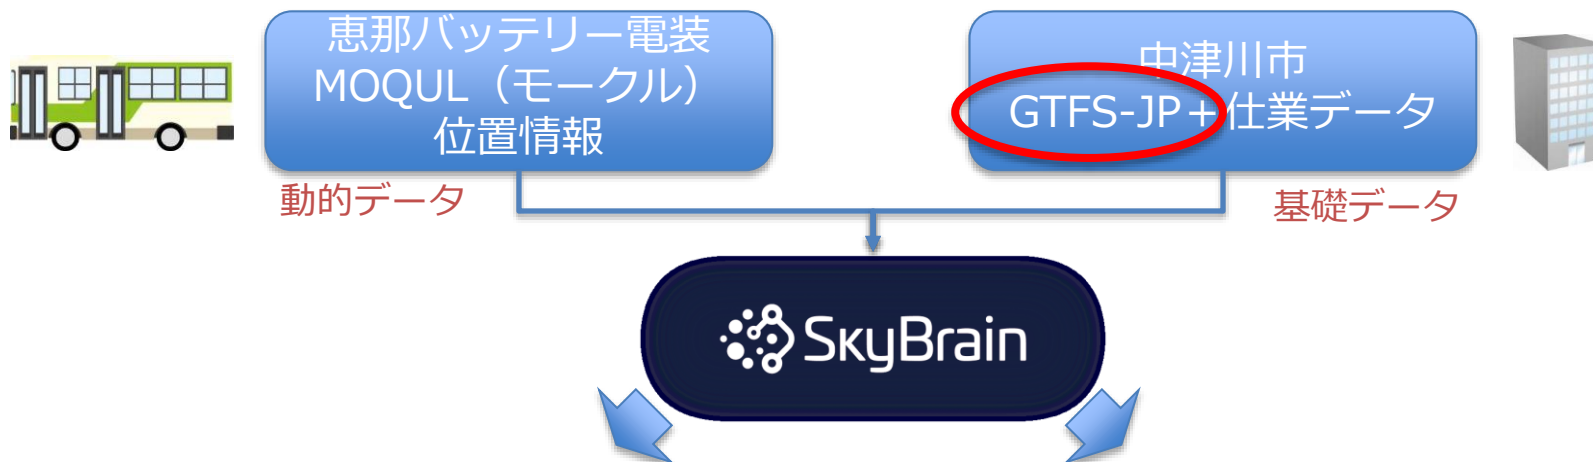 恵那バッテリー電装
MOQUL（モークル）
位置情報
中津川市
GTFS-JP＋仕業データ
動的データ
基礎データ
SkyBrain